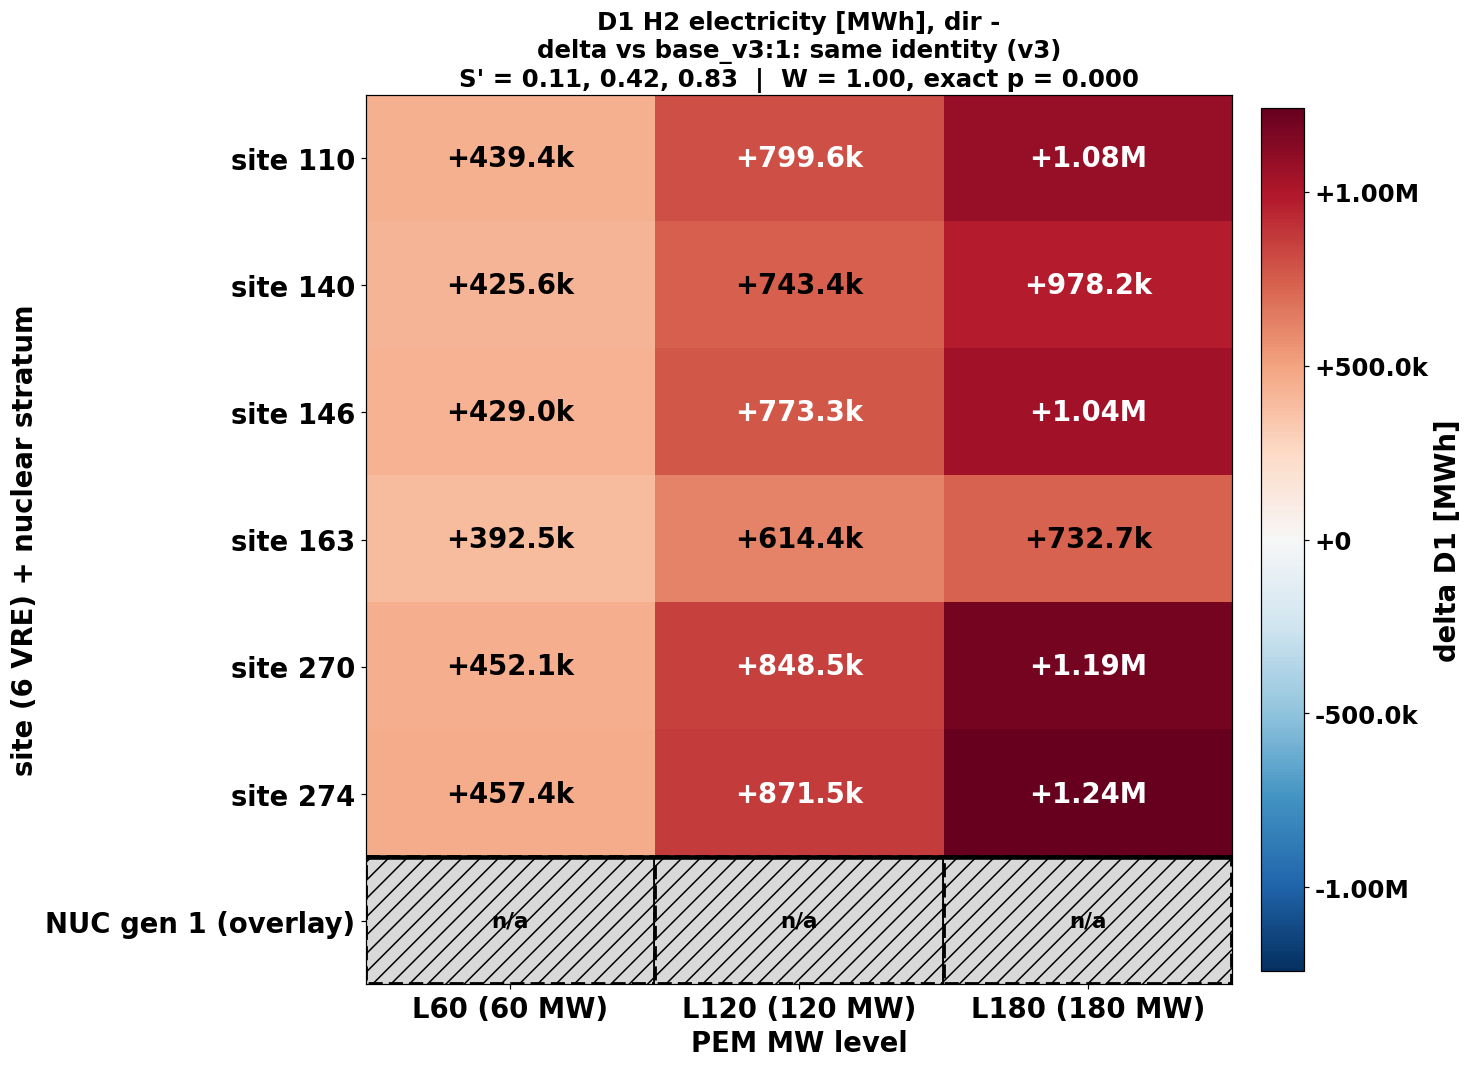 D1 H2 electricity [MWh], dir -
delta vs base_v3:1: same identity (v3)
S' = 0.11, 0.42, 0.83 | W = 1.00, exact p = 0.000
site (6 VRE) + nuclear stratum
site 110 +439.4k +799.6k +1.08M
site 140 +425.6k +743.4k +978.2k
site 146 +429.0k +773.3k +1.04M
site 163 +392.5k +614.4k +732.7k
site 270 +452.1k +848.5k +1.19M
site 274 +457.4k +871.5k +1.24M
NUC gen 1 (overlay) n/a n/a n/a
L60 (60 MW) L120 (120 MW) L180 (180 MW)
PEM MW level
+1.00M
+500.0k
+0
-500.0k
-1.00M
delta D1 [MWh]